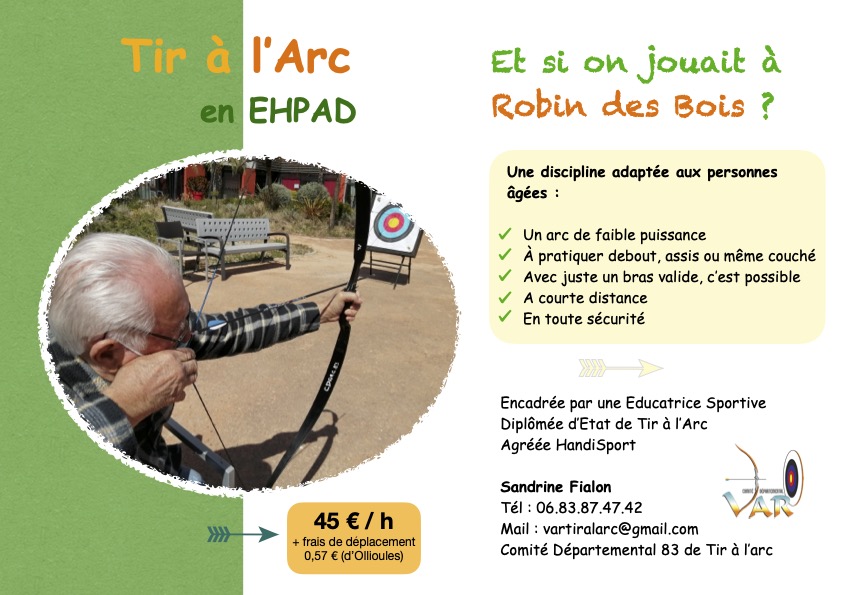 Tir à l'Arc
en EHPAD
45 € / h
+ frais de déplacement
0,57 € (d'Ollioules)
Et si on jouait à
Robin des Bois ?
Une discipline adaptée aux personnes
âgées :
Un arc de faible puissance
À pratiquer debout, assis ou même couché
Avec juste un bras valide, c'est possible
A courte distance
En toute sécurité
Encadrée par une Educatrice Sportive
Diplômée d'Etat de Tir à l'Arc
Agréée HandiSport
COMITÉ DÉPARTEMENTAL
VAR
Sandrine Fialon
Tél : 06.83.87.47.42
Mail : vartiralarc@gmail.com
Comité Départemental 83 de Tir à l'arc